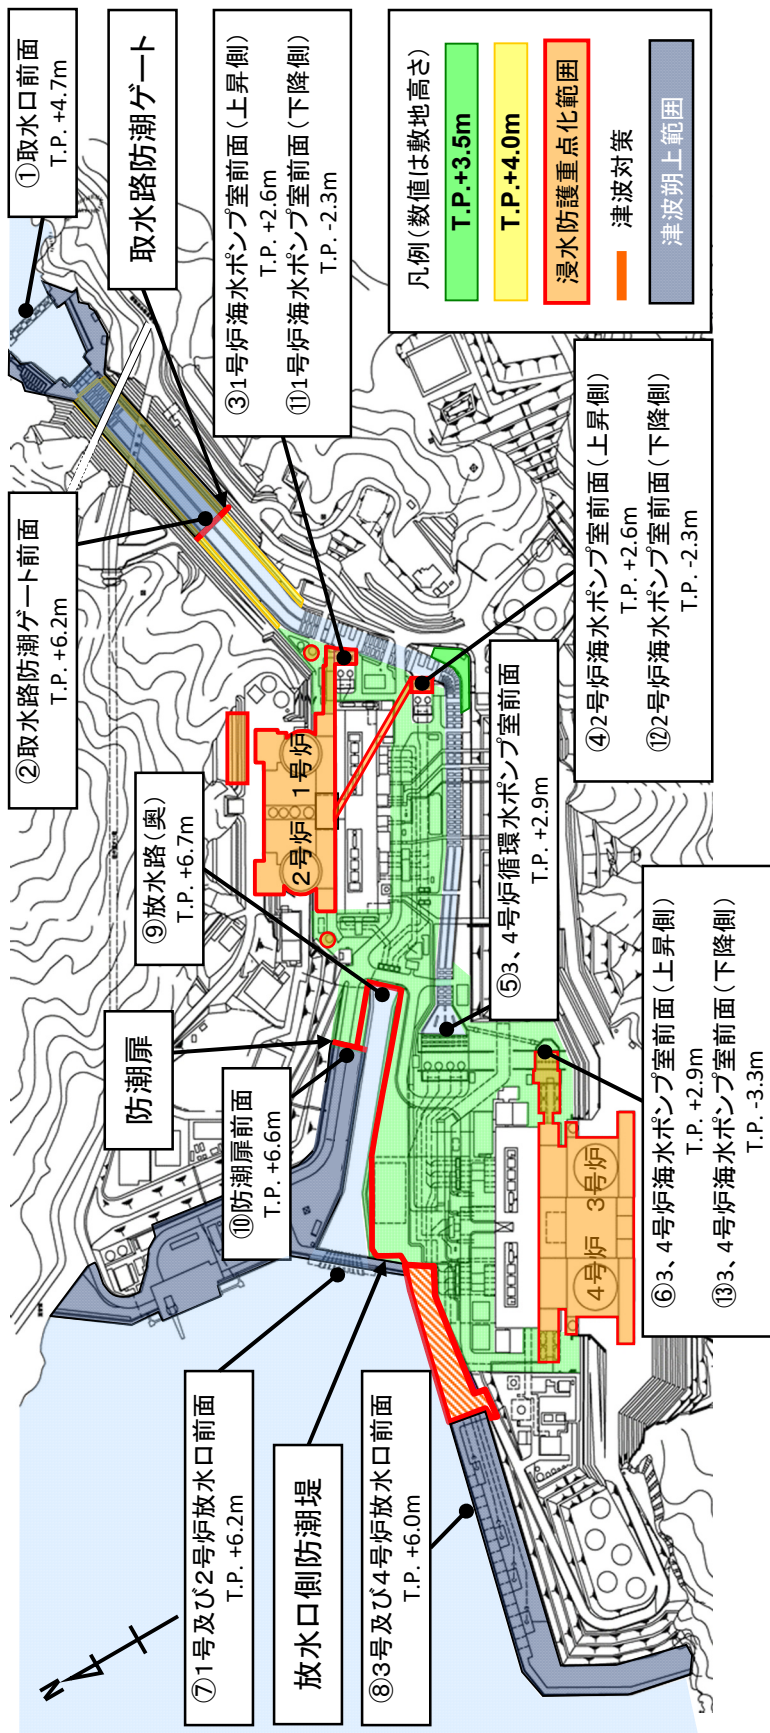 ①取水口前面
T.P. +4.7m
取水路防潮ゲート
③1号炉海水ポンプ室前面(上昇側)
T.P. +2.6m
⑪1号炉海水ポンプ室前面(下降側)
T.P. -2.3m
凡例(数値は敷地高さ)
T.P.+3.5m
T.P.+4.0m
浸水防護重点化範囲
津波対策
津波朔上範囲
②取水路防潮ゲート前面
T.P. +6.2m
④2号炉海水ポンプ室前面(上昇側)
T.P. +2.6m
⑫2号炉海水ポンプ室前面(下降側)
T.P. -2.3m
⑤3、4号炉循環水ポンプ室前面
T.P. +2.9m
2号炉 1号炉
⑨放水路(奥)
T.P. +6.7m
防潮扉
⑩防潮扉前面
T.P. +6.6m
⑥3、4号炉海水ポンプ室前面(上昇側)
T.P. +2.9m
⑬3、4号炉海水ポンプ室前面(下降側)
T.P. -3.3m
4号炉 3号炉
⑦1号及び2号炉放水口前面
T.P. +6.2m
放水口側防潮堤
⑧3号及び4号炉放水口前面
T.P. +6.0m
N